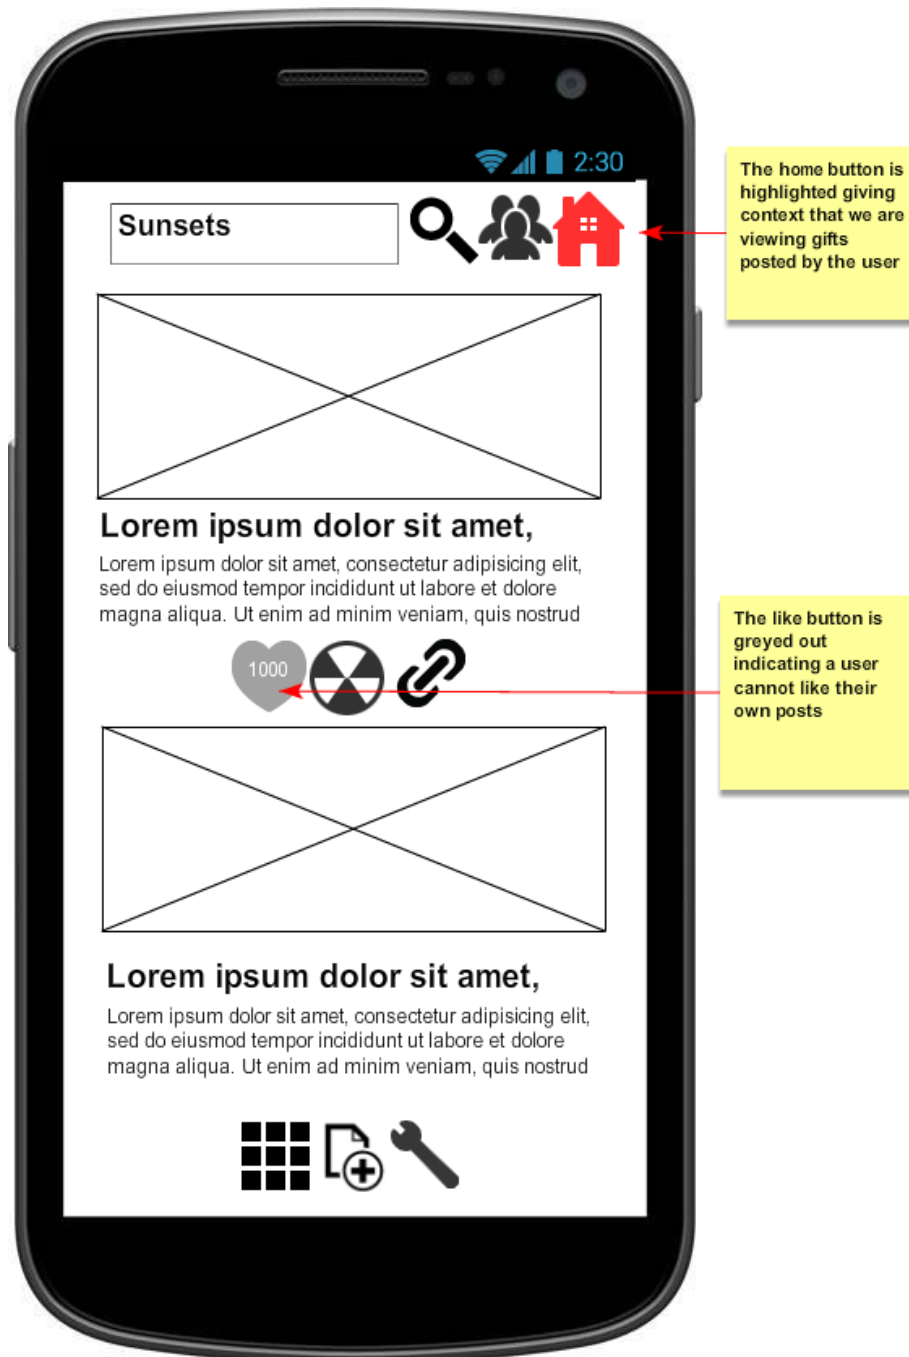 2:30
Sunsets
The home button is
highlighted giving
context that we are
viewing gifts
posted by the user
Lorem ipsum dolor sit amet,
Lorem ipsum dolor sit amet, consectetur adipisicing elit,
sed do eiusmod tempor incididunt ut labore et dolore
magna aliqua. Ut enim ad minim veniam, quis nostrud
1000
The like button is
greyed out
indicating a user
cannot like their
own posts
Lorem ipsum dolor sit amet,
Lorem ipsum dolor sit amet, consectetur adipisicing elit,
sed do eiusmod tempor incididunt ut labore et dolore
magna aliqua. Ut enim ad minim veniam, quis nostrud